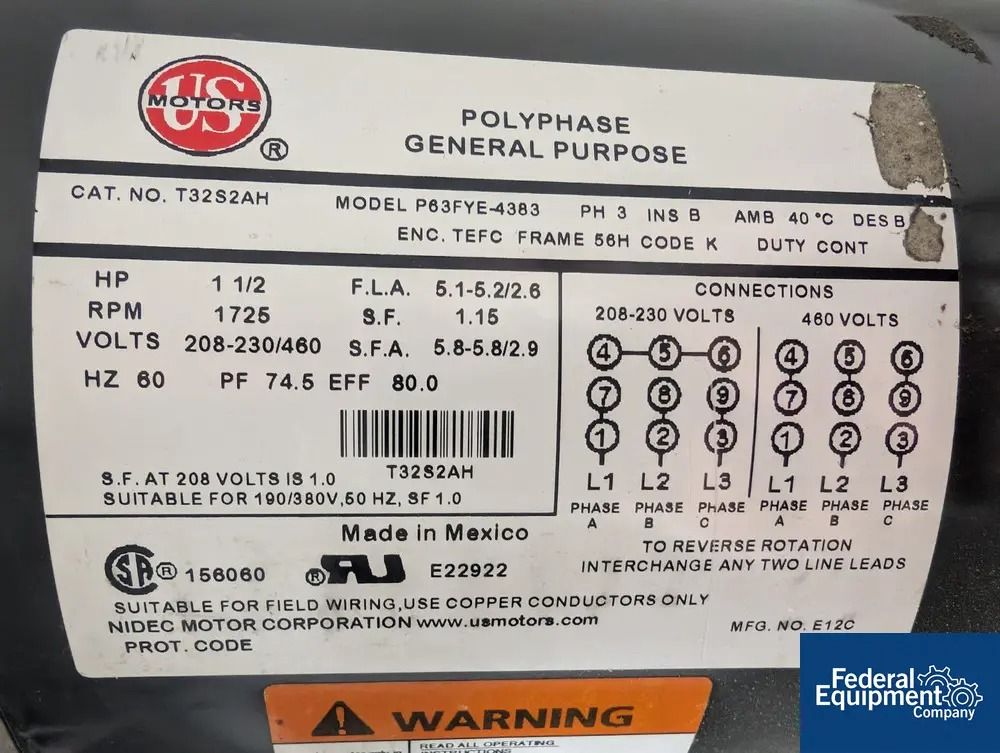 US
MOTORS
®
POLYPHASE
GENERAL PURPOSE
CAT. NO. T32S2AH MODEL P63FYE-4383 PH 3 INS B AMB 40 °C DES B
ENC. TEFC FRAME 56H CODE K DUTY CONT
HP 1 1/2 F.L.A. 5.1-5.2/2.6
RPM 1725 S.F. 1.15
VOLTS 208-230/460 S.F.A. 5.8-5.8/2.9
HZ 60 PF 74.5 EFF 80.0
T32S2AH
S.F. AT 208 VOLTS IS 1.0
SUITABLE FOR 190/380V,50 HZ, SF 1.0
CONNECTIONS
208-230 VOLTS 460 VOLTS
4 5 6 4 5 6
7 8 9 7 8 9
1 2 3 1 2 3
L1 L2 L3 L1 L2 L3
PHASE PHASE PHASE PHASE PHASE PHASE
A B C A B C
TO REVERSE ROTATION
INTERCHANGE ANY TWO LINE LEADS
Made in Mexico
SA ® 156060 ® RU E22922
SUITABLE FOR FIELD WIRING,USE COPPER CONDUCTORS ONLY
NIDEC MOTOR CORPORATION www.usmotors.com
PROT. CODE
MFG. NO. E12C
WARNING
READ ALL OPERATING
INSTRUCTIONS
Federal
Equipment
Company